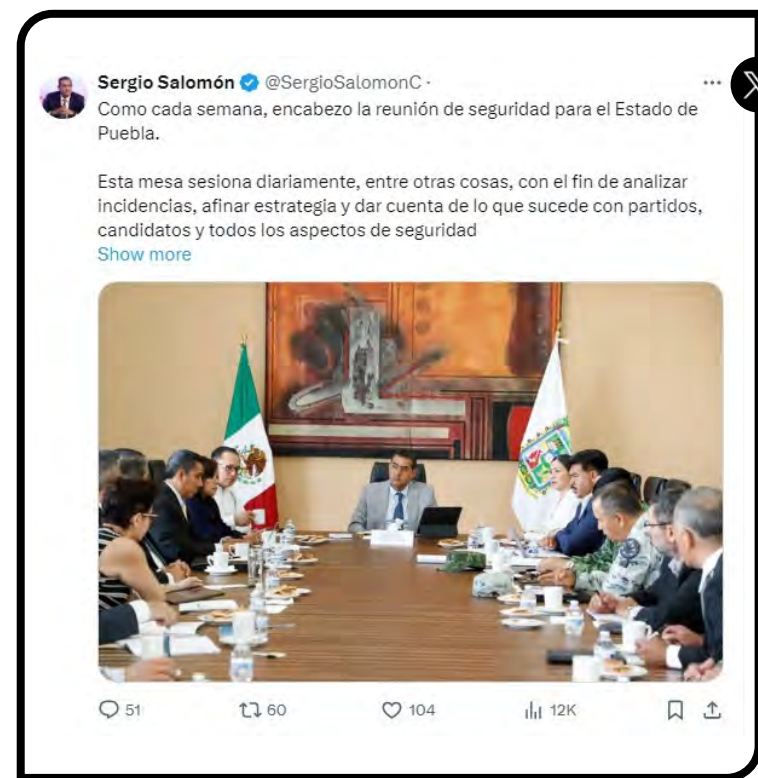 Sergio Salomón @SergioSalomonC ·
Como cada semana, encabezo la reunión de seguridad para el Estado de
Puebla.
Esta mesa sesiona diariamente, entre otras cosas, con el fin de analizar
incidencias, afinar estrategia y dar cuenta de lo que sucede con partidos,
candidatos y todos los aspectos de seguridad
Show more
51 60 104 12K